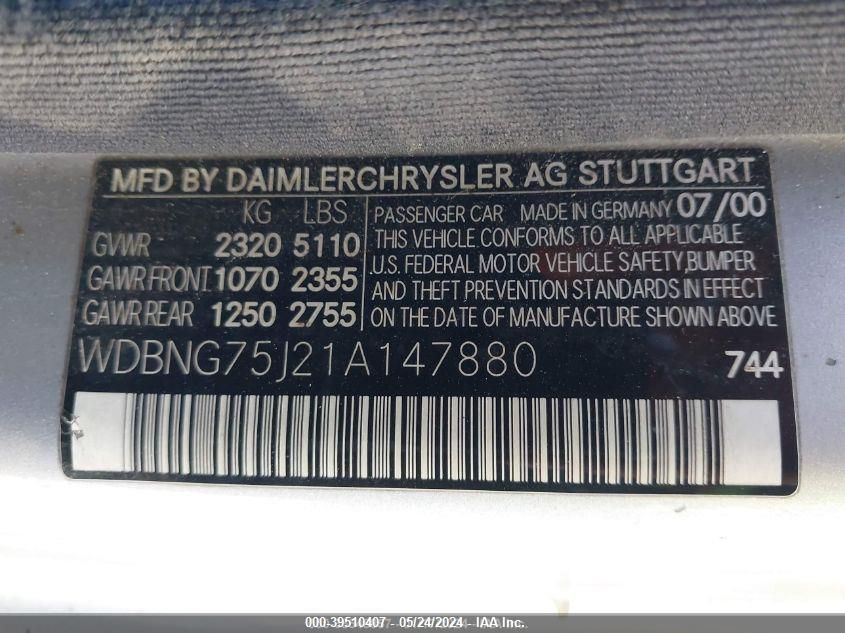 MFD BY DAIMLERCHRYSLER AG STUTTGART
KG LBS
GVWR 2320 5110
GAWR FRONT 1070 2355
GAWR REAR 1250 2755
PASSENGER CAR MADE IN GERMANY 07/00
THIS VEHICLE CONFORMS TO ALL APPLICABLE
U.S. FEDERAL MOTOR VEHICLE SAFETY, BUMPER
AND THEFT PREVENTION STANDARDS IN EFFECT
ON THE DATE OF MANUFACTURE SHOWN ABOVE
WDBNG75J21A147880 744
000-39510407 - 05/24/2024 - IAA Inc.